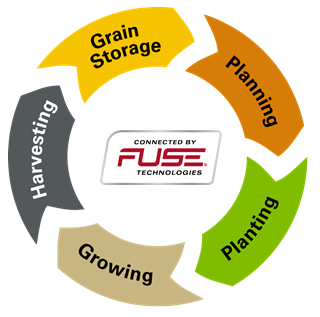 Grain
Storage
Planning
Planting
Growing
Harvesting
CONNECTED BY
FUSE®
TECHNOLOGIES